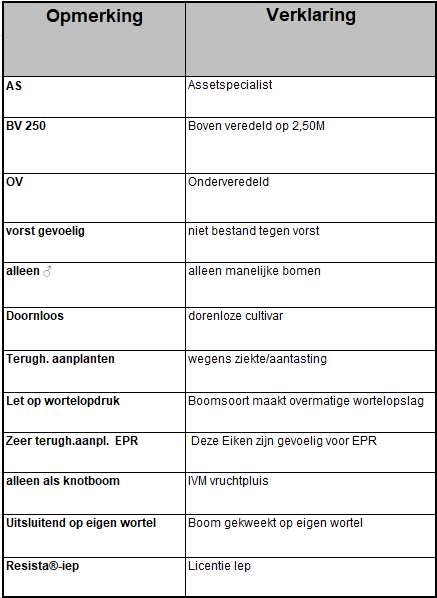 Opmerking Verklaring
AS Assetspecialist
BV 250 Boven veredeld op 2,50M
OV Onderveredeld
vorst gevoelig niet bestand tegen vorst
alleen ♂ alleen manelijke bomen
Doornloos dorenloze cultivar
Terugh. aanplanten wegens ziekte/aantasting
Let op wortelopdruk Boomsoort maakt overmatige wortelopslag
Zeer terugh.aanpl. EPR Deze Eiken zijn gevoelig voor EPR
alleen als knotboom IVM vruchtpluis
Uitsluitend op eigen wortel Boom gekweekt op eigen wortel
Resista®-iep Licentie Iep